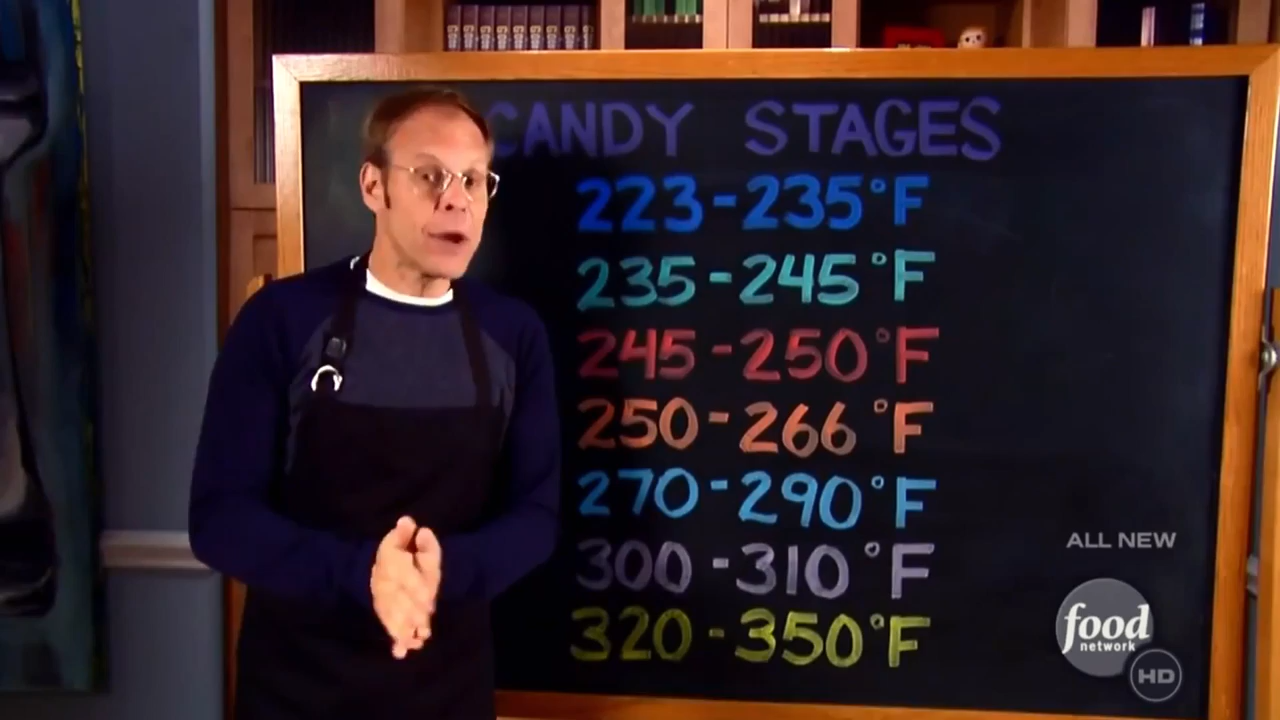 CANDY STAGES
223-235°F
235-245°F
245-250°F
250-266°F
270-290°F
300-310°F
320-350°F
ALL NEW
food
network
HD